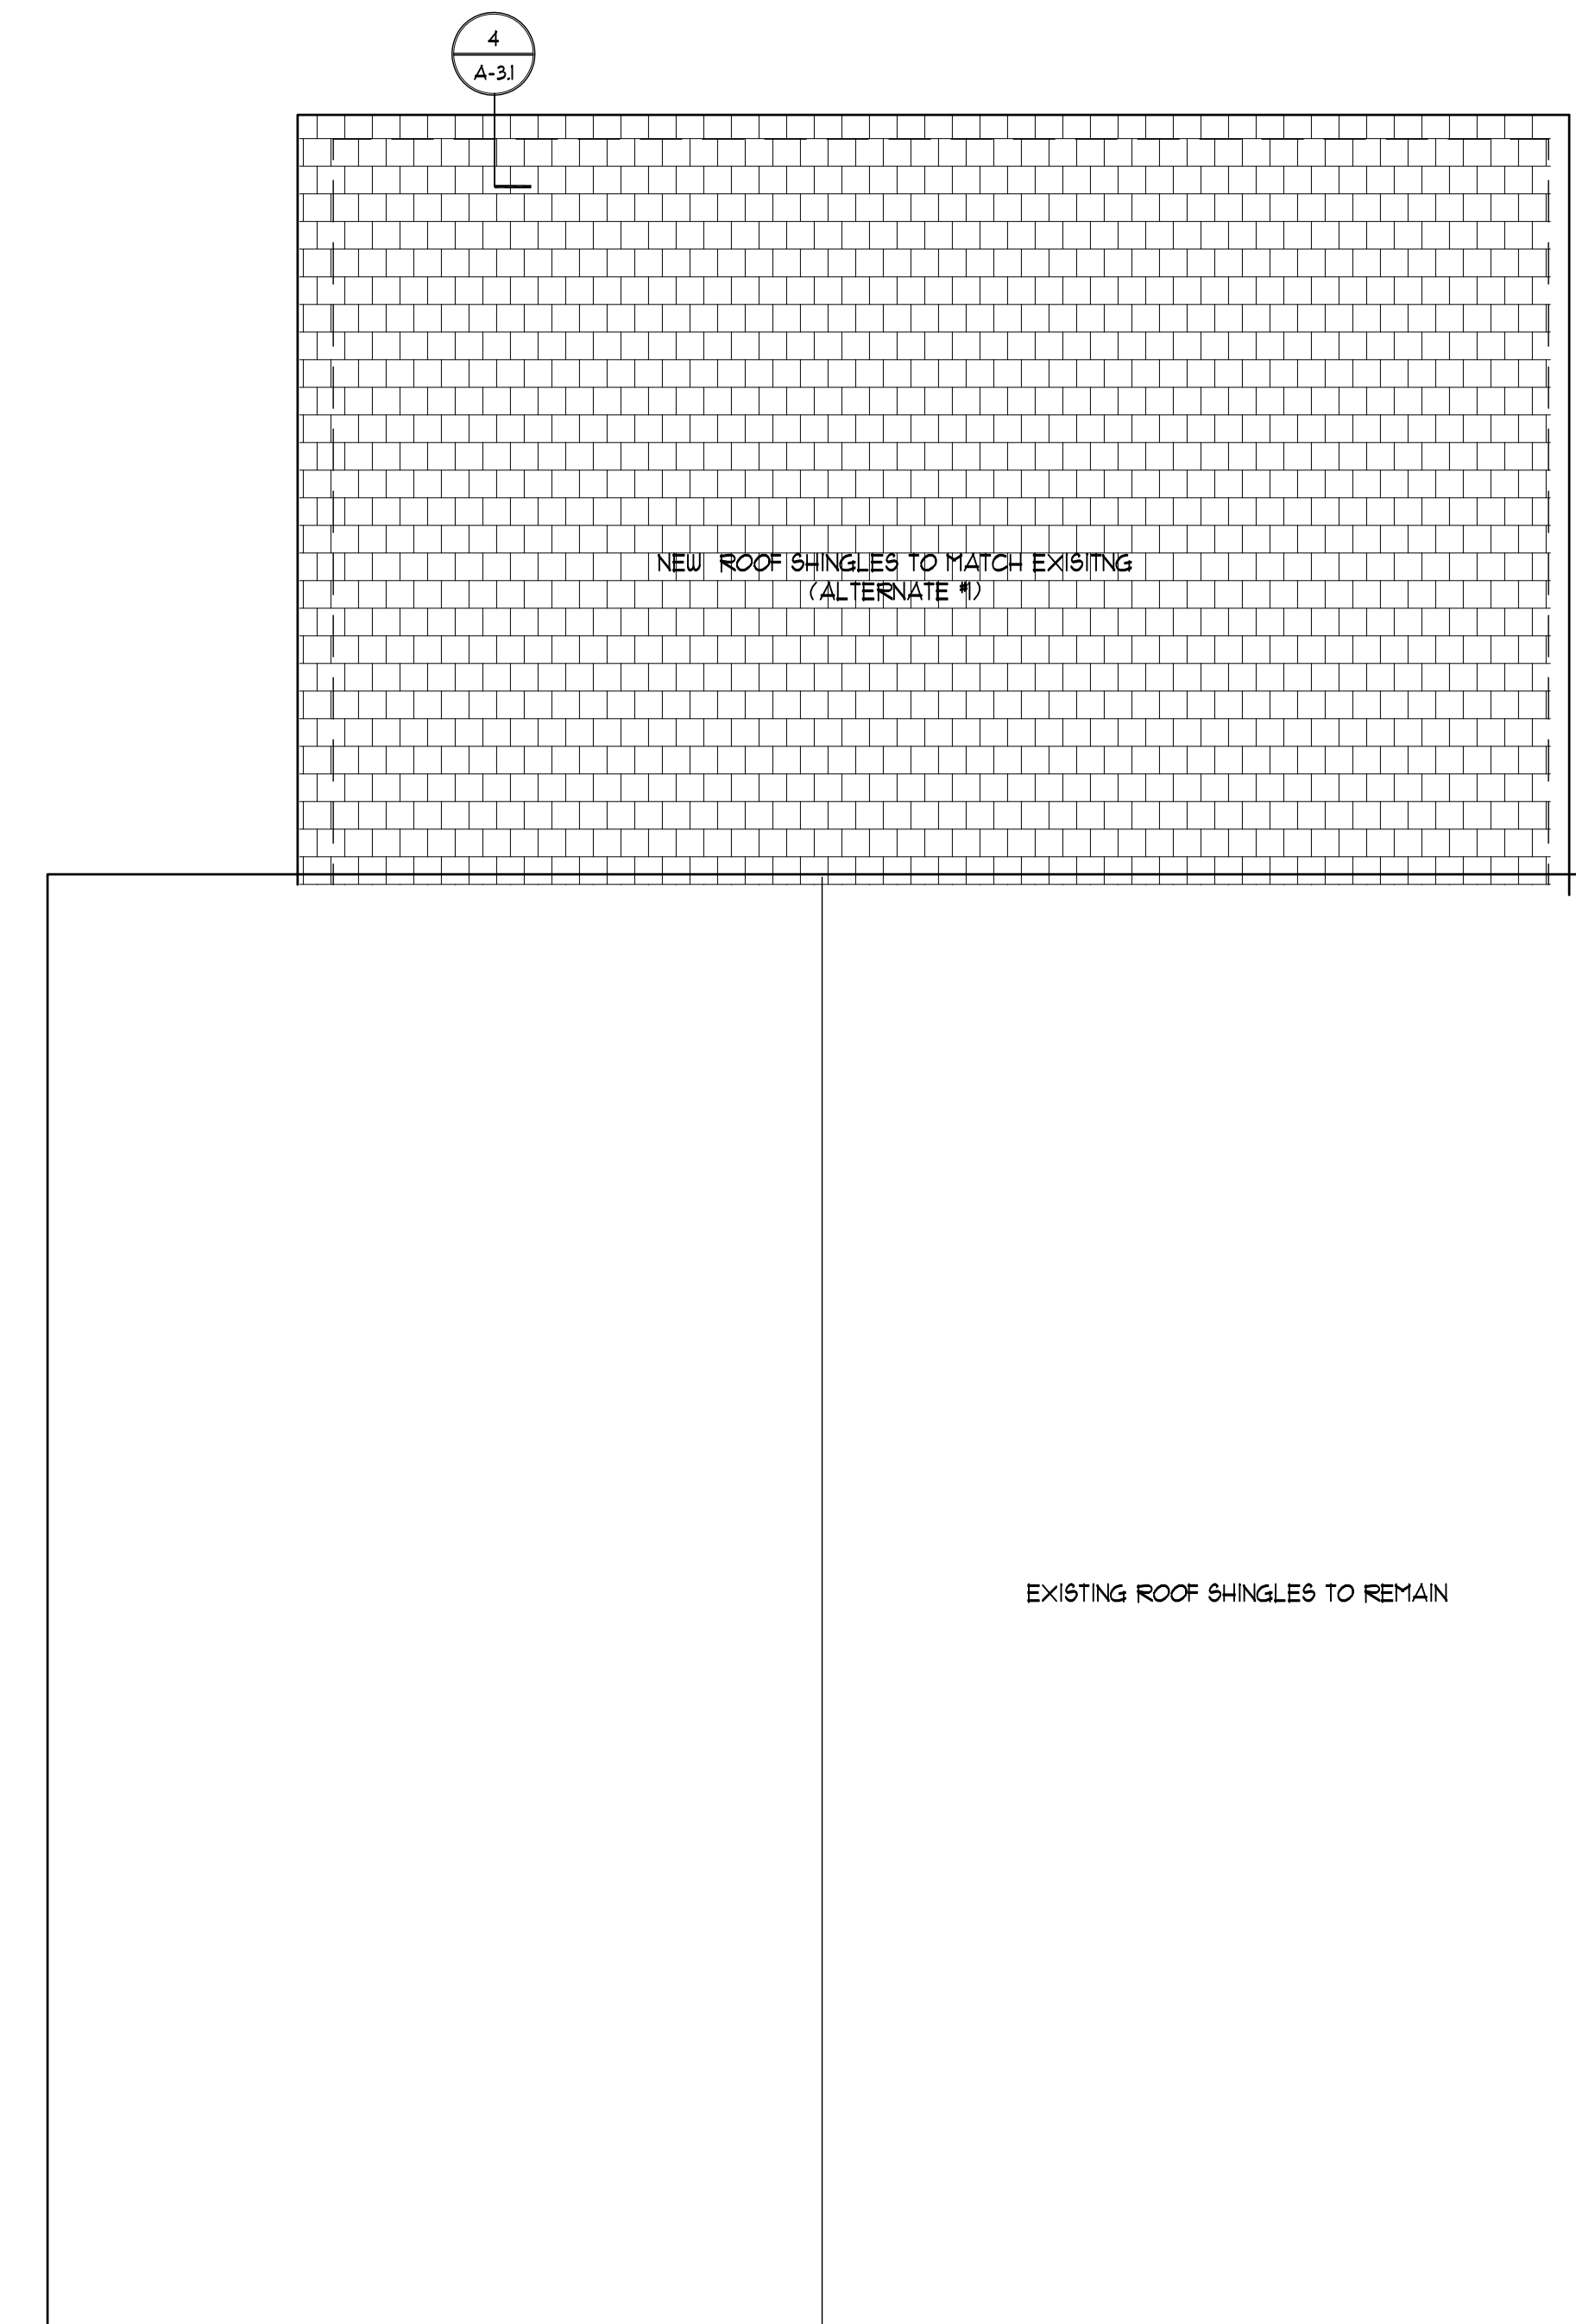 4
A-3.1
NEW ROOF SHINGLES TO MATCH EXISITNG
(ALTERNATE #1)
EXISTING ROOF SHINGLES TO REMAIN